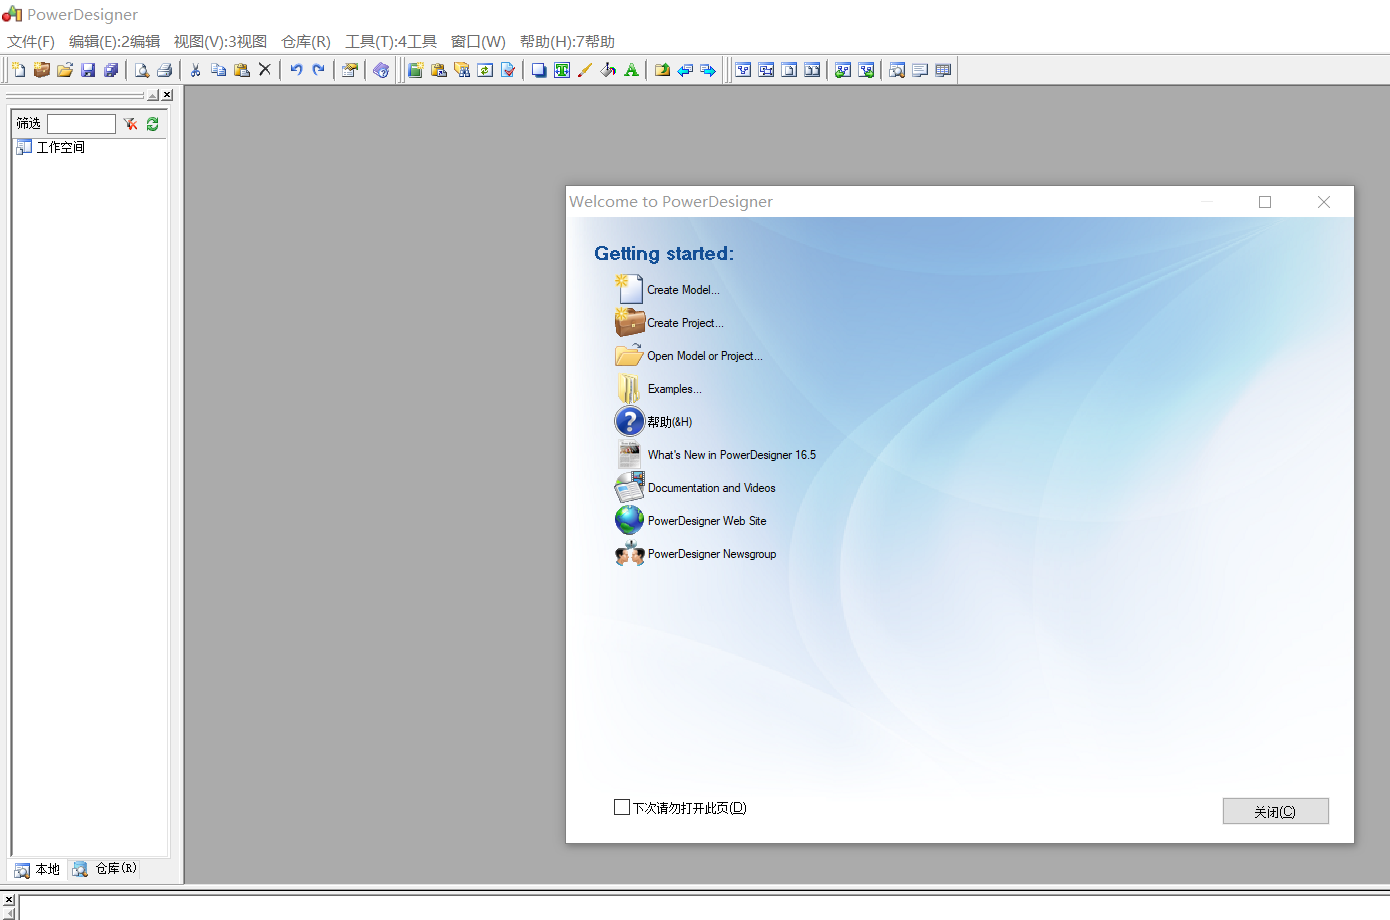 PowerDesigner
文件(F) 编辑(E):2编辑 视图(V):3视图 仓库(R) 工具(T):4工具 窗口(W) 帮助(H):7帮助
筛选
工作空间
Welcome to PowerDesigner
Getting started:
Create Model...
Create Project...
Open Model or Project...
Examples...
帮助(&H)
What's New in PowerDesigner 16.5
Documentation and Videos
PowerDesigner Web Site
PowerDesigner Newsgroup
下次请勿打开此页(D)
关闭(C)
本地 仓库(R)